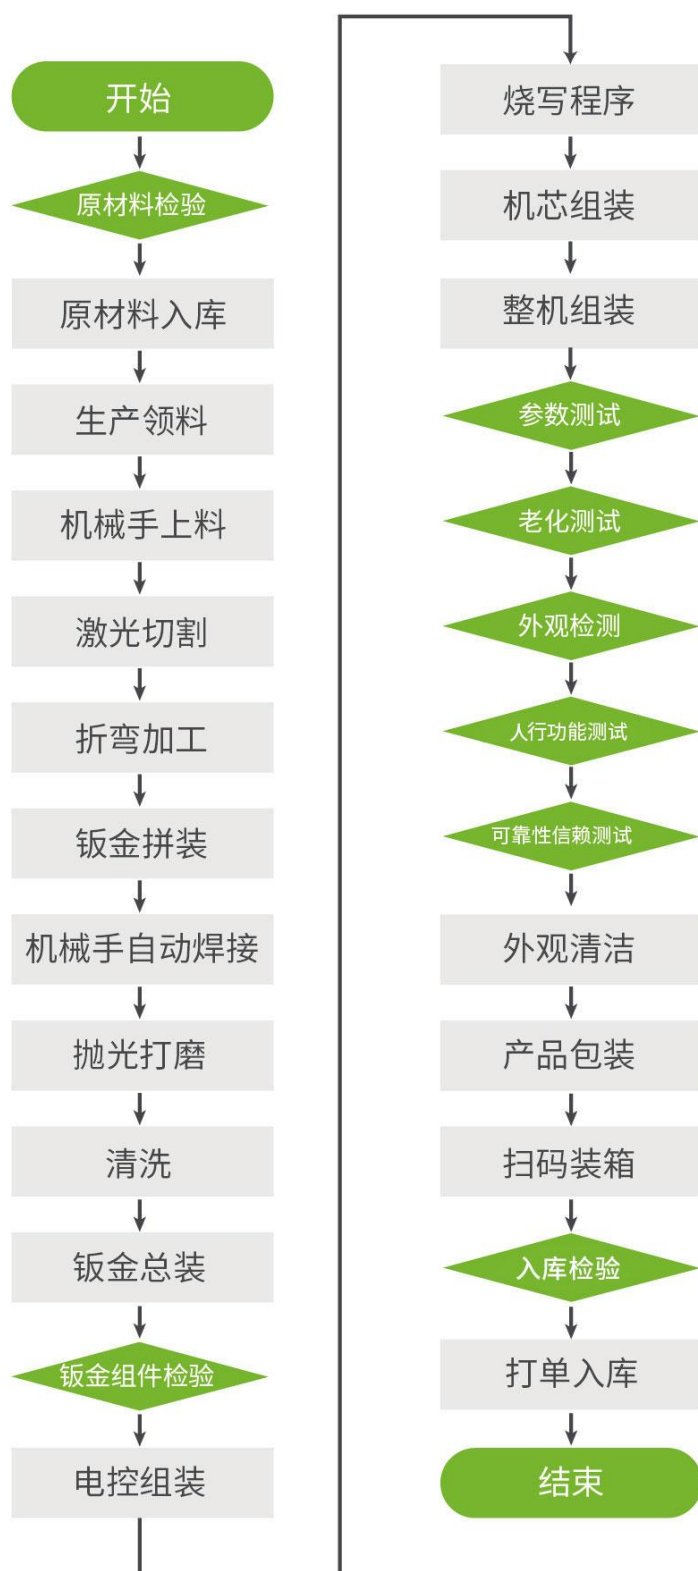 开始
原材料检验
原材料入库
生产领料
机械手上料
激光切割
折弯加工
钣金拼装
机械手自动焊接
抛光打磨
清洗
钣金总装
钣金组件检验
电控组装
烧写程序
机芯组装
整机组装
参数测试
老化测试
外观检测
人行功能测试
可靠性信赖测试
外观清洁
产品包装
扫码装箱
入库检验
打单入库
结束